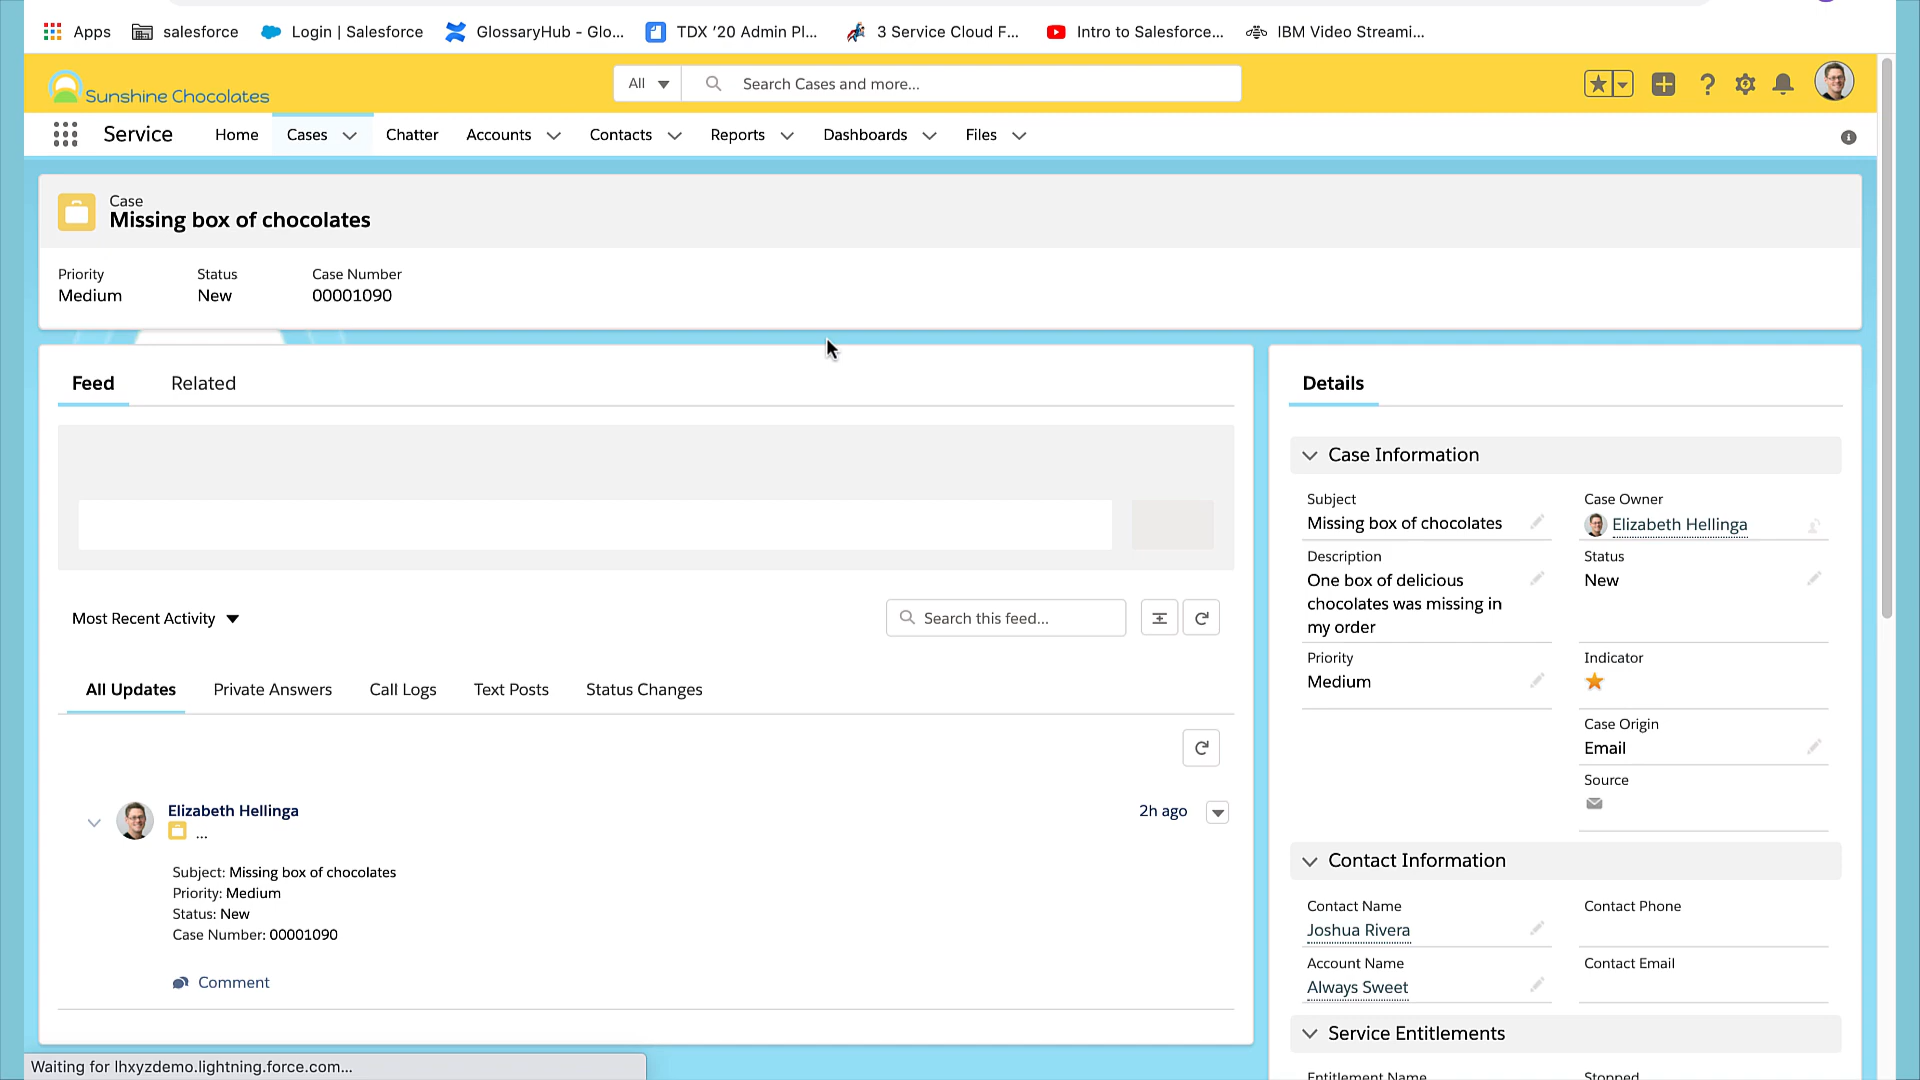 Apps salesforce Login | Salesforce GlossaryHub - Glo... TDX '20 Admin Pl... 3 Service Cloud F... Intro to Salesforce... IBM Video Streami...
Sunshine Chocolates
All Search Cases and more...
Service Home Cases Chatter Accounts Contacts Reports Dashboards Files
Case
Missing box of chocolates
Priority Status Case Number
Medium New 00001090
Feed Related
Most Recent Activity Search this feed...
All Updates Private Answers Call Logs Text Posts Status Changes
Elizabeth Hellinga 2h ago
...
Subject: Missing box of chocolates
Priority: Medium
Status: New
Case Number: 00001090
Comment
Details
Case Information
Subject Case Owner
Missing box of chocolates Elizabeth Hellinga
Description Status
One box of delicious New
chocolates was missing in
my order
Priority Indicator
Medium
Case Origin
Email
Source
Contact Information
Contact Name Contact Phone
Joshua Rivera
Account Name Contact Email
Always Sweet
Service Entitlements
Entitlement Name Stopped
Waiting for lhxyzdemo.lightning.force.com...